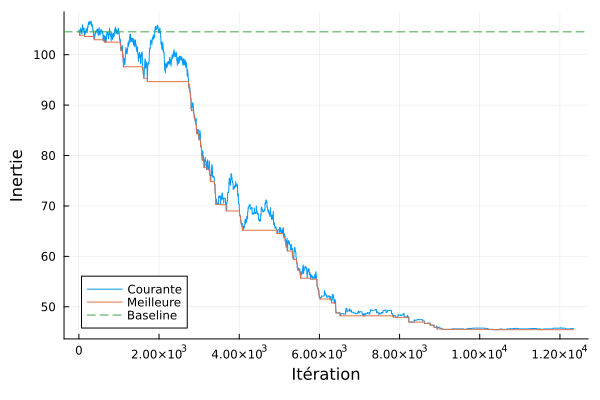 Inertie
100
90
80
70
60
50
Courante
Meilleure
Baseline
0
2.00×10³
4.00×10³
6.00×10³
8.00×10³
1.00×10⁴
1.20×10⁴
Itération